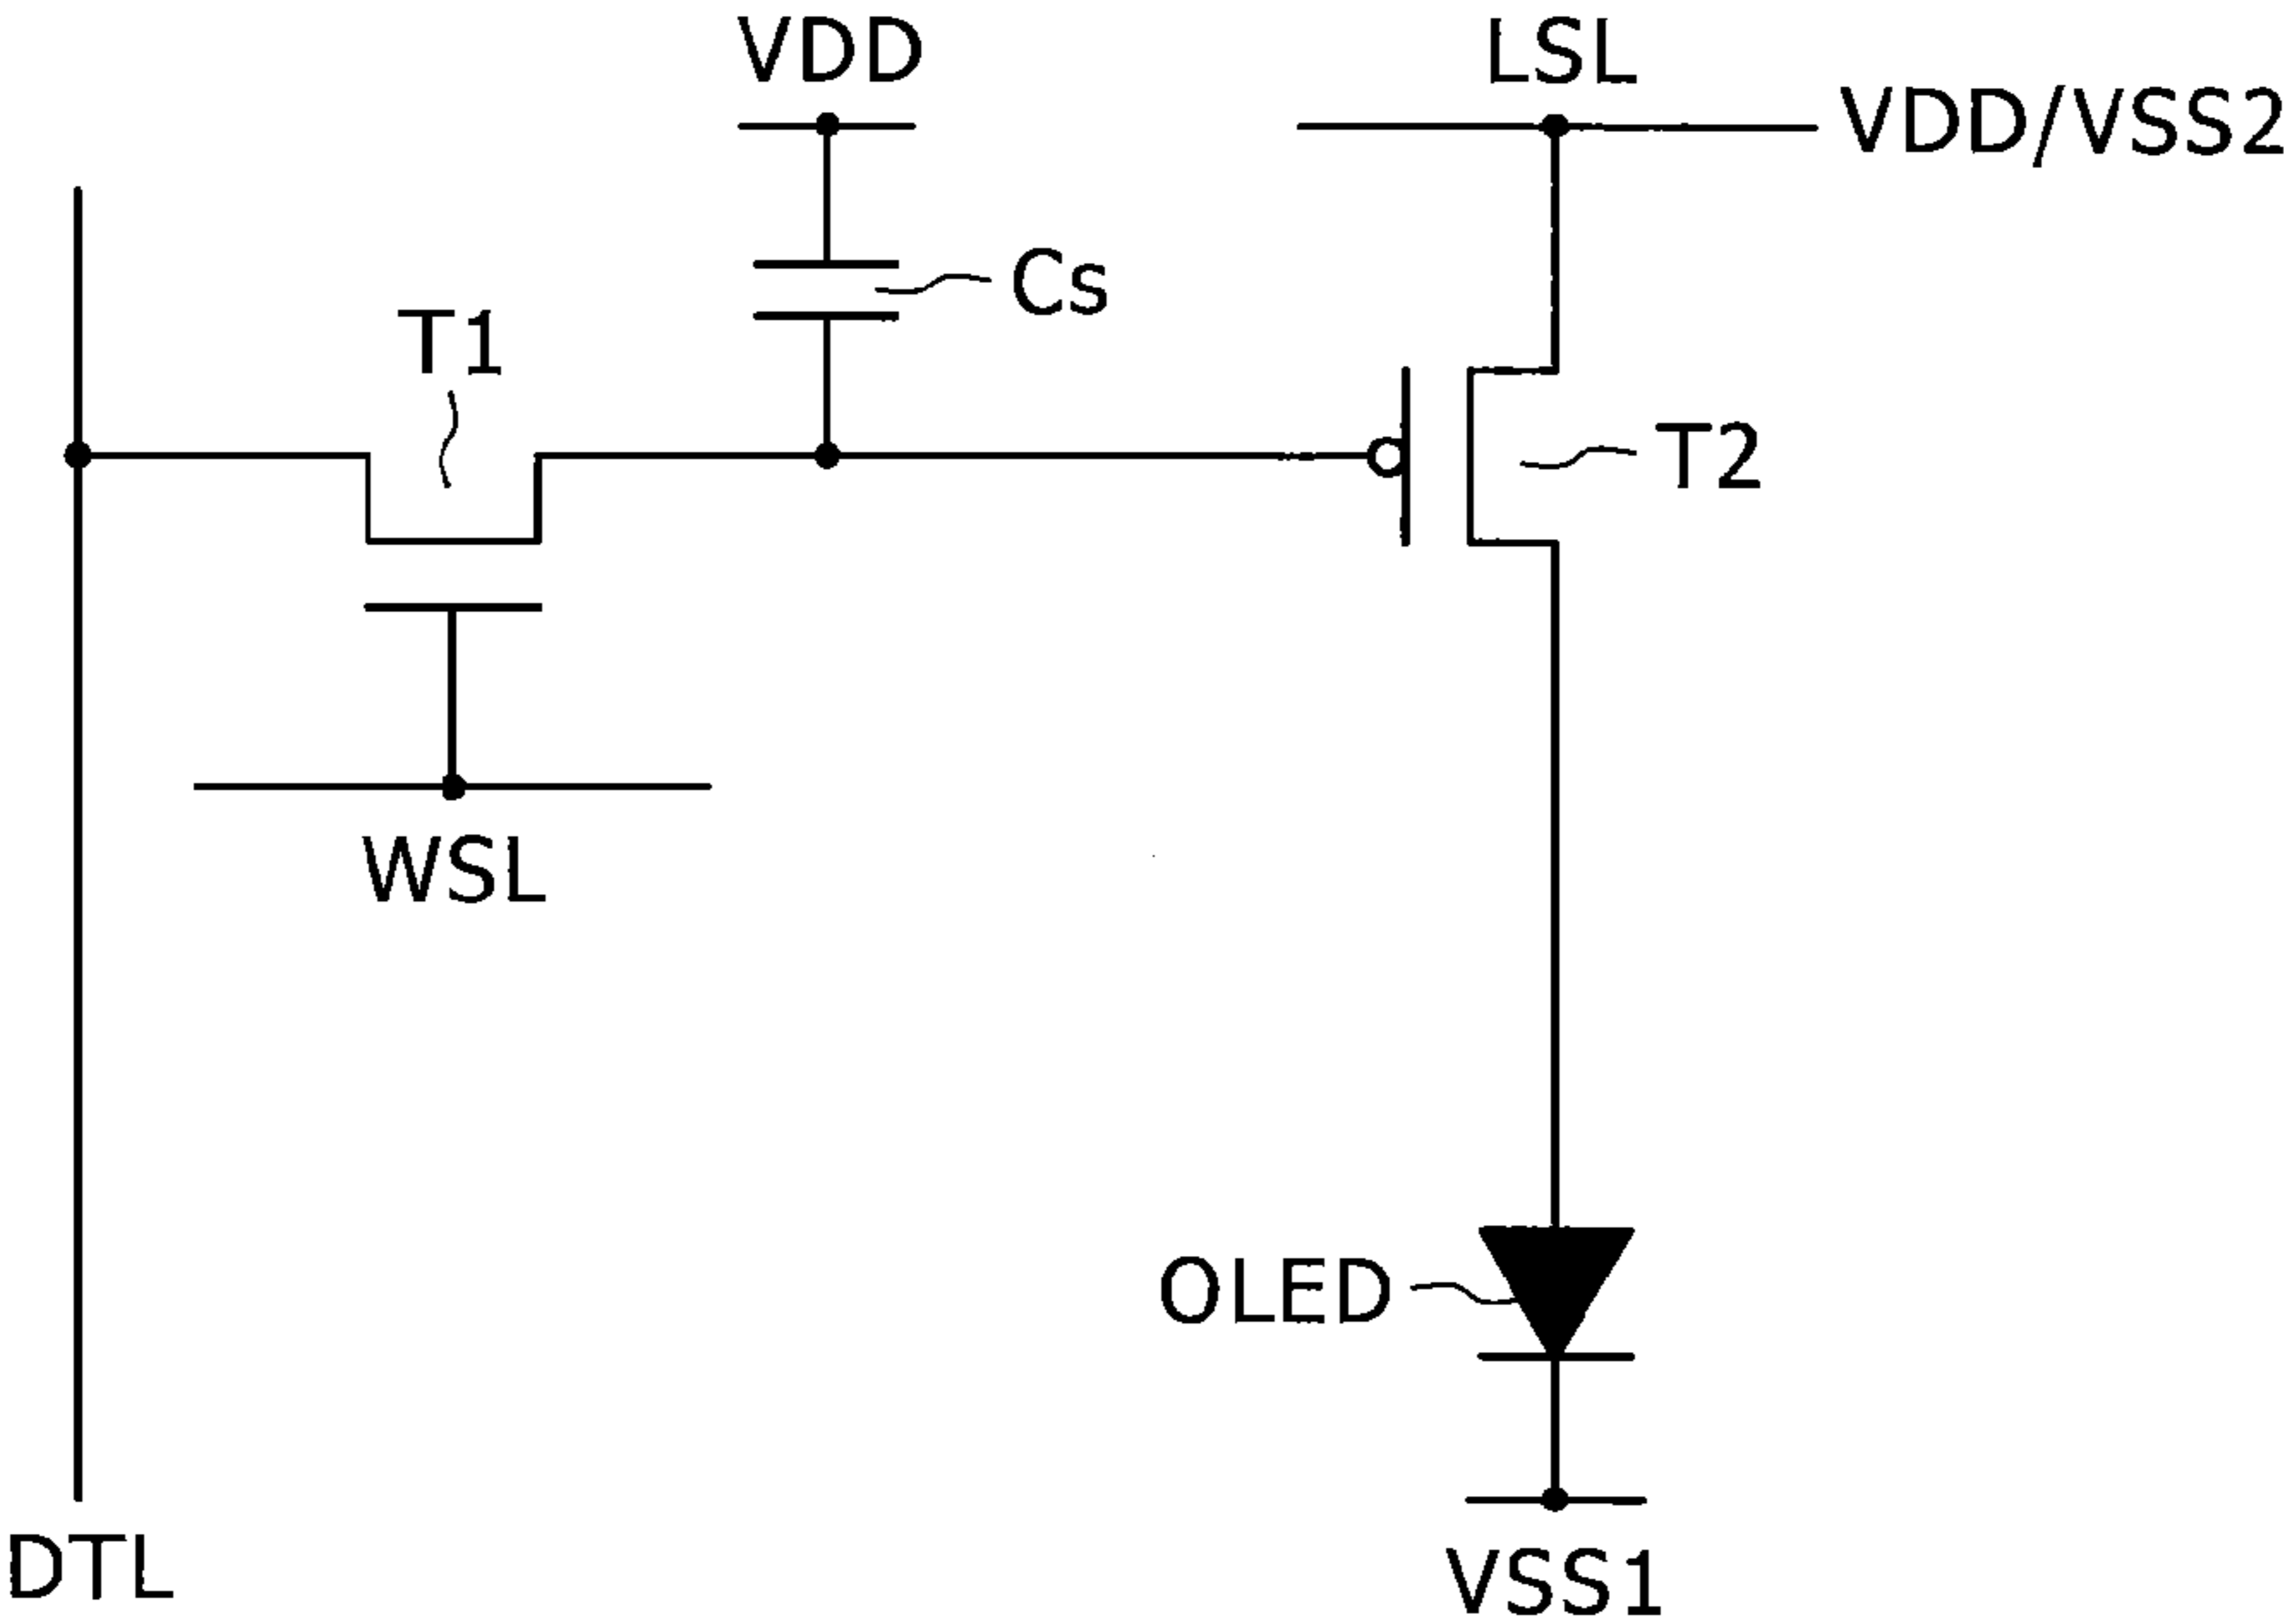 VDD
LSL
VDD/VSS2
Cs
T1
T2
WSL
OLED
DTL
VSS1